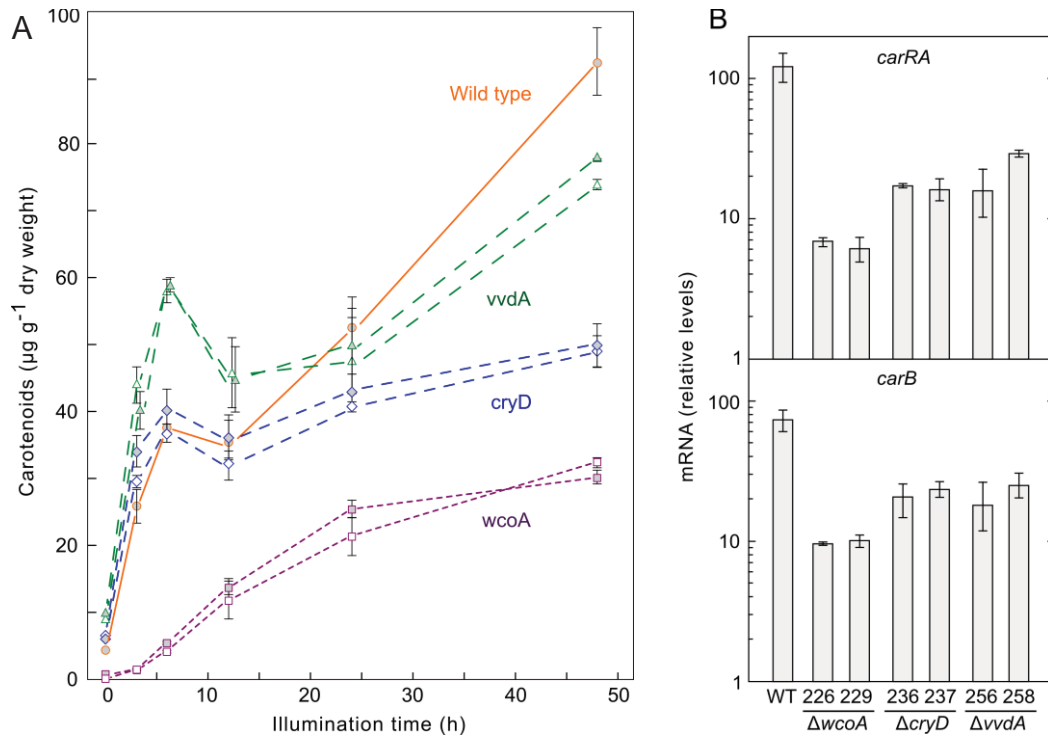 A
100
80
60
40
20
0
Carotenoids (µg g⁻¹ dry weight)
Wild type
vvdA
cryD
wcoA
0 10 20 30 40 50
Illumination time (h)
B
carRA
100
10
1
carB
100
10
1
mRNA (relative levels)
WT 226 229 236 237 256 258
ΔwcoA ΔcryD ΔvvdA